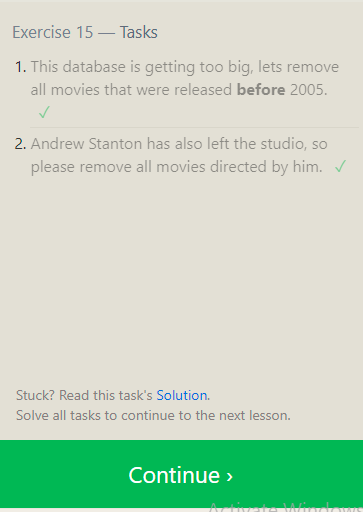 Exercise 15 — Tasks
1. This database is getting too big, lets remove
all movies that were released before 2005.
✓
2. Andrew Stanton has also left the studio, so
please remove all movies directed by him. ✓
Stuck? Read this task's Solution.
Solve all tasks to continue to the next lesson.
Continue ›
Activate Windows